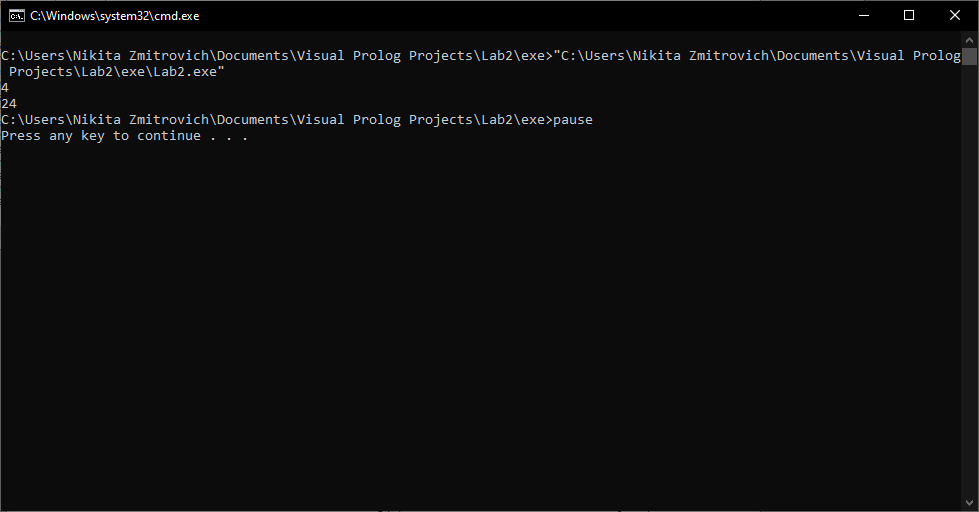 C:\Windows\system32\cmd.exe
C:\Users\Nikita Zmitrovich\Documents\Visual Prolog Projects\Lab2\exe>"C:\Users\Nikita Zmitrovich\Documents\Visual Prolog
 Projects\Lab2\exe\Lab2.exe"
4
24
C:\Users\Nikita Zmitrovich\Documents\Visual Prolog Projects\Lab2\exe>pause
Press any key to continue . . .